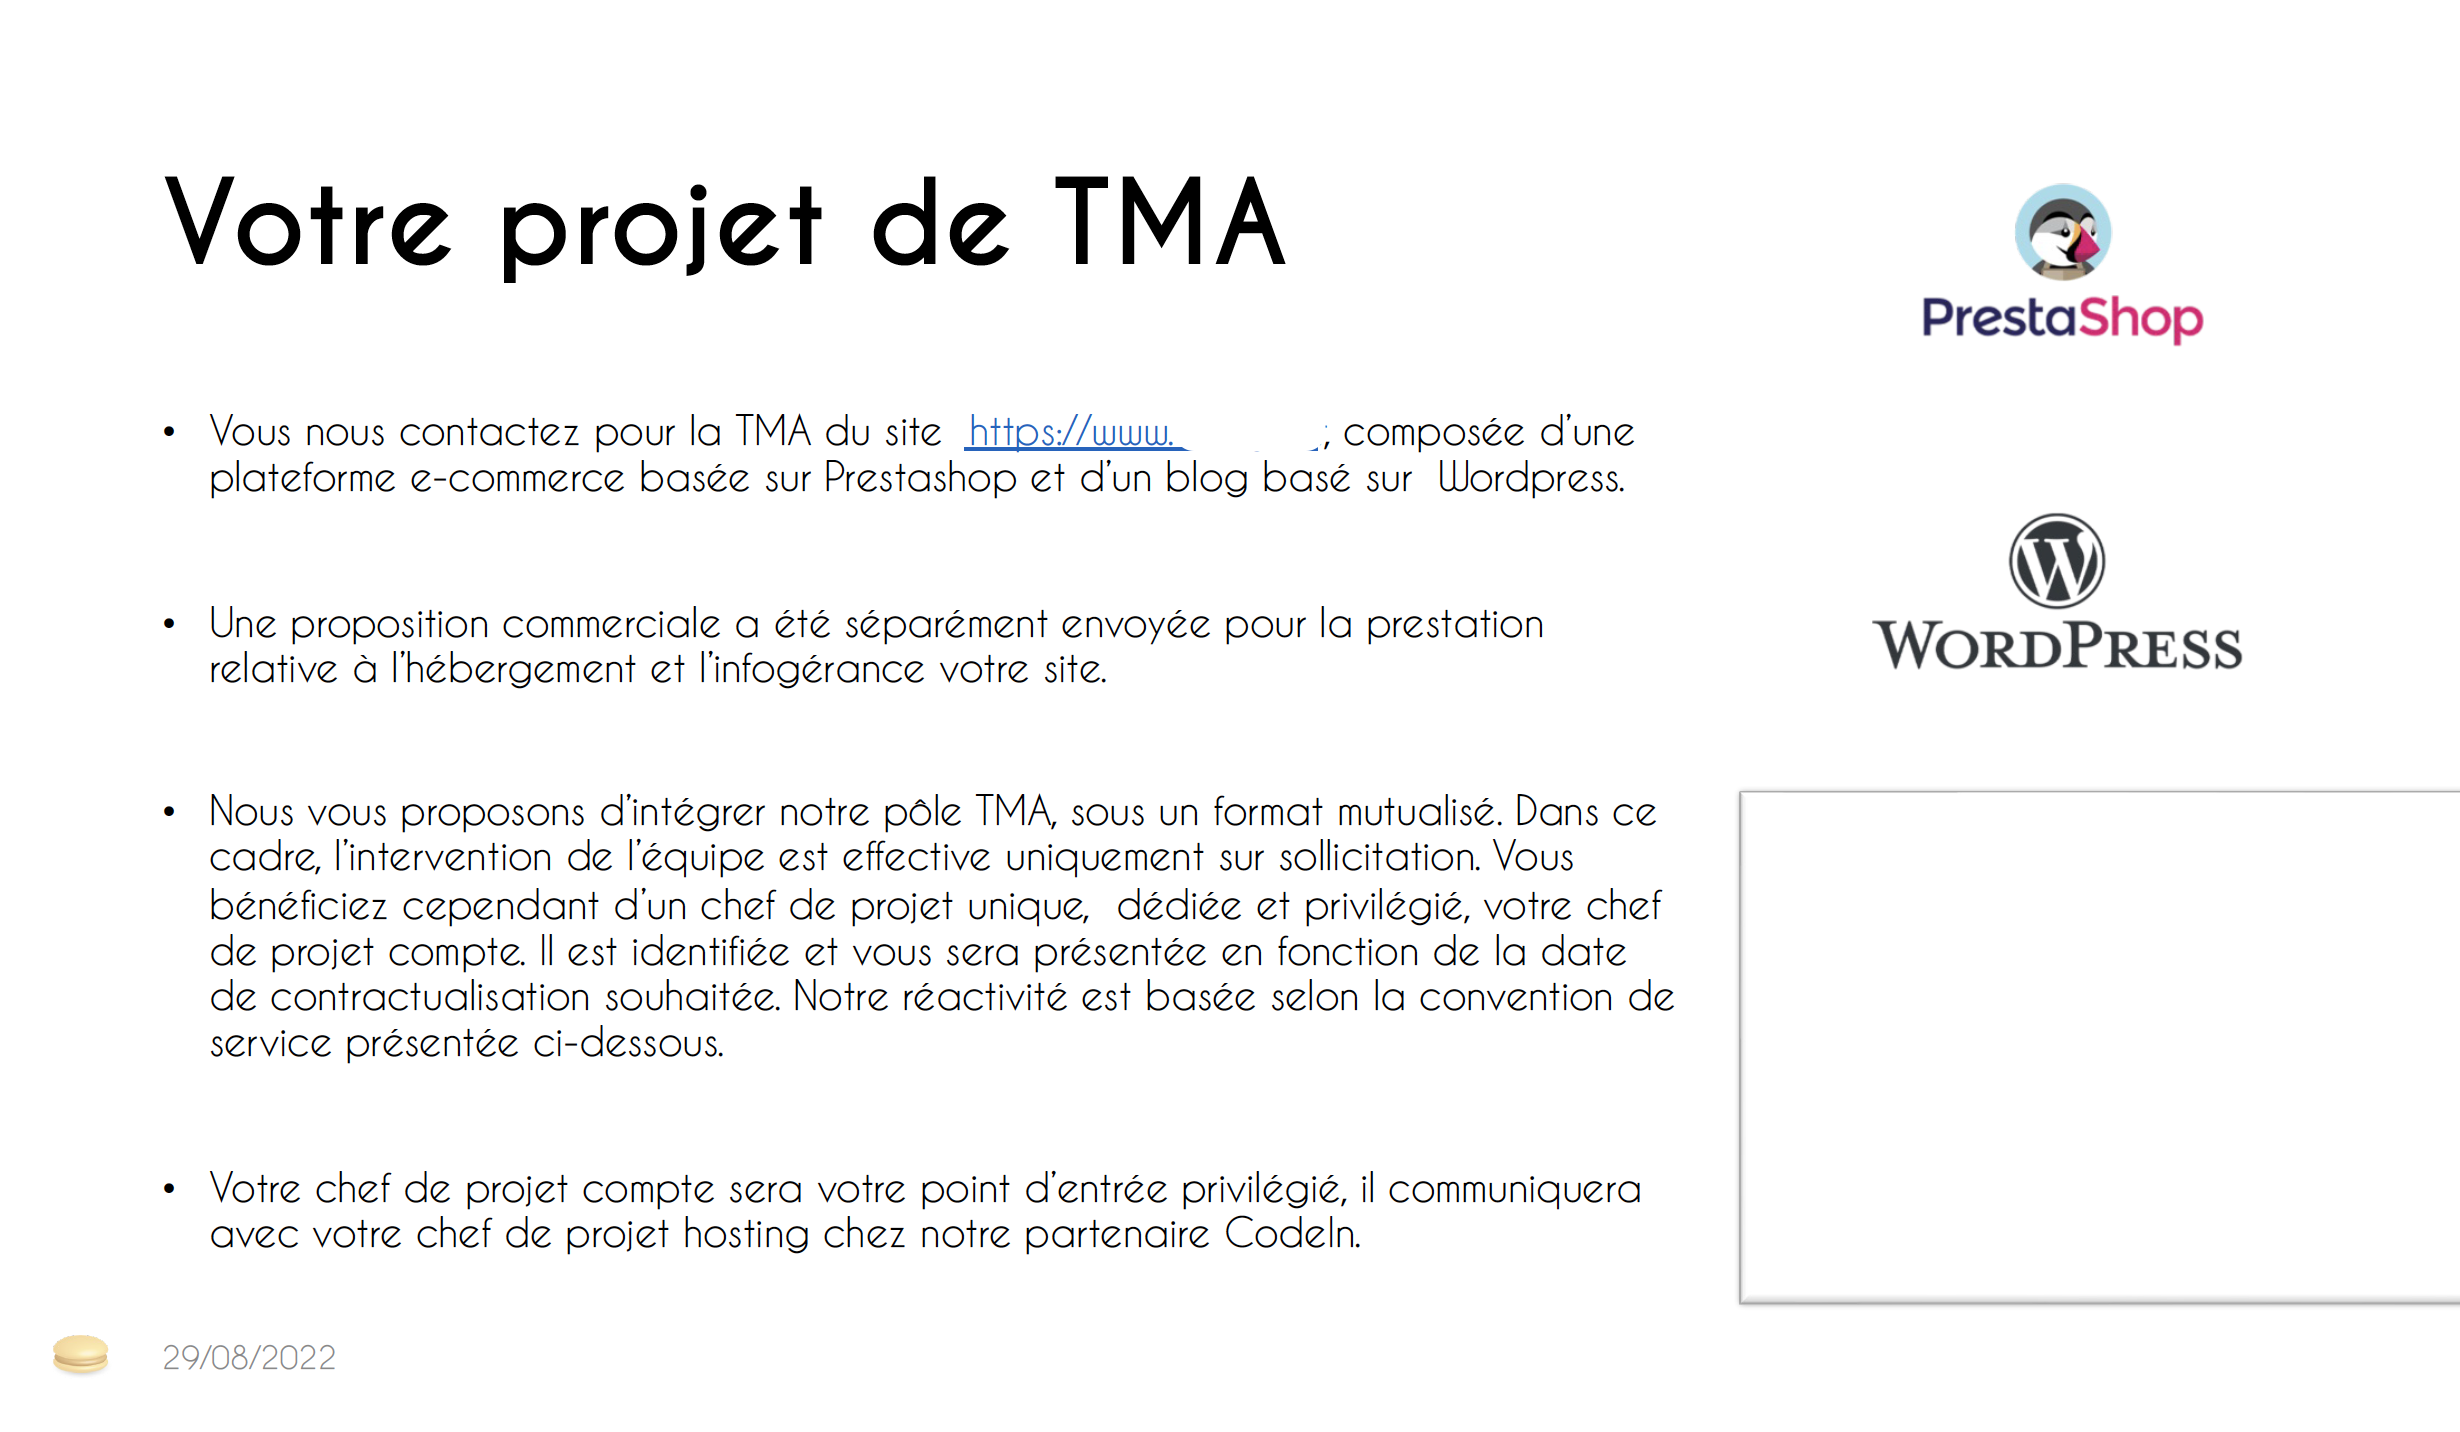 Votre projet de TMA
PrestaShop
• Vous nous contactez pour la TMA du site https://www. ; composée d'une
plateforme e-commerce basée sur Prestashop et d'un blog basé sur Wordpress.
WORDPRESS
• Une proposition commerciale a été séparément envoyée pour la prestation
relative à l'hébergement et l'infogérance votre site.
• Nous vous proposons d'intégrer notre pôle TMA, sous un format mutualisé. Dans ce
cadre, l'intervention de l'équipe est effective uniquement sur sollicitation. Vous
bénéficiez cependant d'un chef de projet unique, dédiée et privilégié, votre chef
de projet compte. Il est identifiée et vous sera présentée en fonction de la date
de contractualisation souhaitée. Notre réactivité est basée selon la convention de
service présentée ci-dessous.
• Votre chef de projet compte sera votre point d'entrée privilégié, il communiquera
avec votre chef de projet hosting chez notre partenaire CodeIn.
29/08/2022